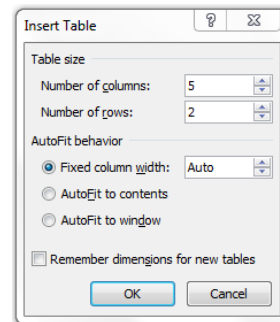 Insert Table
?
Table size
Number of columns: 5
Number of rows: 2
AutoFit behavior
Fixed column width: Auto
AutoFit to contents
AutoFit to window
Remember dimensions for new tables
OK Cancel